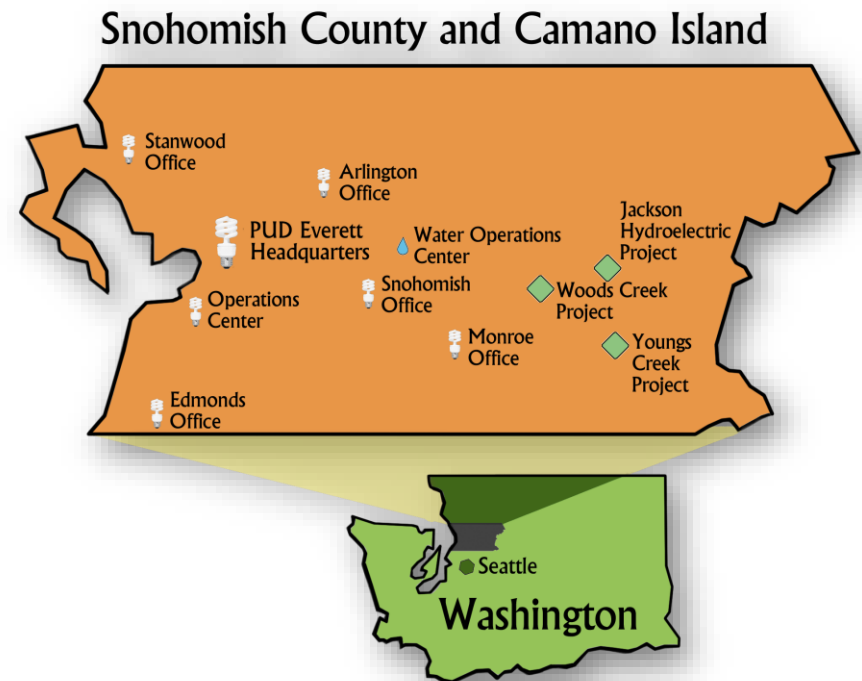 Snohomish County and Camano Island
Stanwood
Office
Arlington
Office
PUD Everett
Headquarters
Water Operations
Center
Jackson
Hydroelectric
Project
Snohomish
Office
Woods Creek
Project
Operations
Center
Monroe
Office
Youngs
Creek
Project
Edmonds
Office
Seattle
Washington